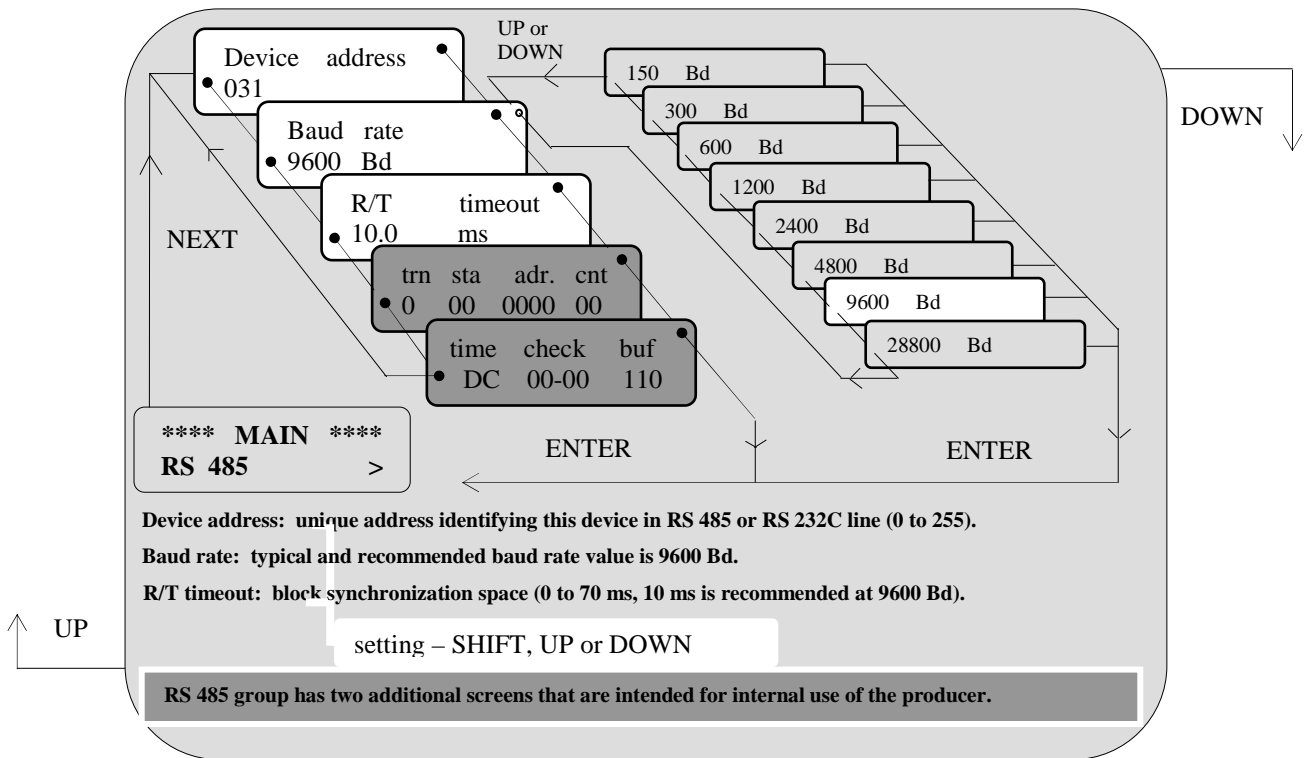 UP or
DOWN
Device address
031
Baud rate
9600 Bd
R/T timeout
10.0 ms
trn sta adr. cnt
0 00 0000 00
time check buf
DC 00-00 110
150 Bd
300 Bd
600 Bd
1200 Bd
2400 Bd
4800 Bd
9600 Bd
28800 Bd
DOWN
NEXT
**** MAIN ****
RS 485 >
ENTER
ENTER
Device address: unique address identifying this device in RS 485 or RS 232C line (0 to 255).
Baud rate: typical and recommended baud rate value is 9600 Bd.
R/T timeout: block synchronization space (0 to 70 ms, 10 ms is recommended at 9600 Bd).
UP
setting – SHIFT, UP or DOWN
RS 485 group has two additional screens that are intended for internal use of the producer.